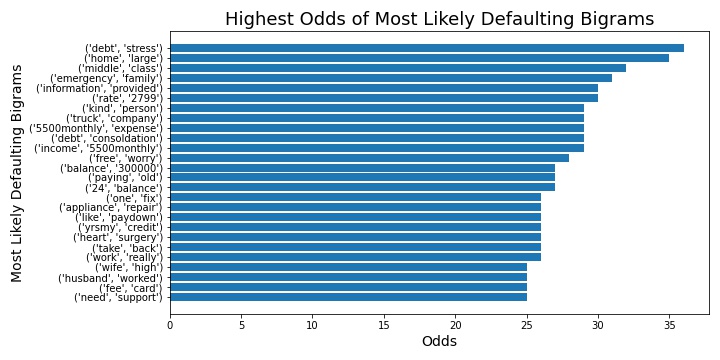 Highest Odds of Most Likely Defaulting Bigrams
Most Likely Defaulting Bigrams
('debt', 'stress')
('home', 'large')
('middle', 'class')
('emergency', 'family')
('information', 'provided')
('rate', '2799')
('kind', 'person')
('truck', 'company')
('5500monthly', 'expense')
('debt', 'consoldation')
('income', '5500monthly')
('free', 'worry')
('balance', '300000')
('paying', 'old')
('24', 'balance')
('one', 'fix')
('appliance', 'repair')
('like', 'paydown')
('yrsmy', 'credit')
('heart', 'surgery')
('take', 'back')
('work', 'really')
('wife', 'high')
('husband', 'worked')
('fee', 'card')
('need', 'support')
0 5 10 15 20 25 30 35
Odds